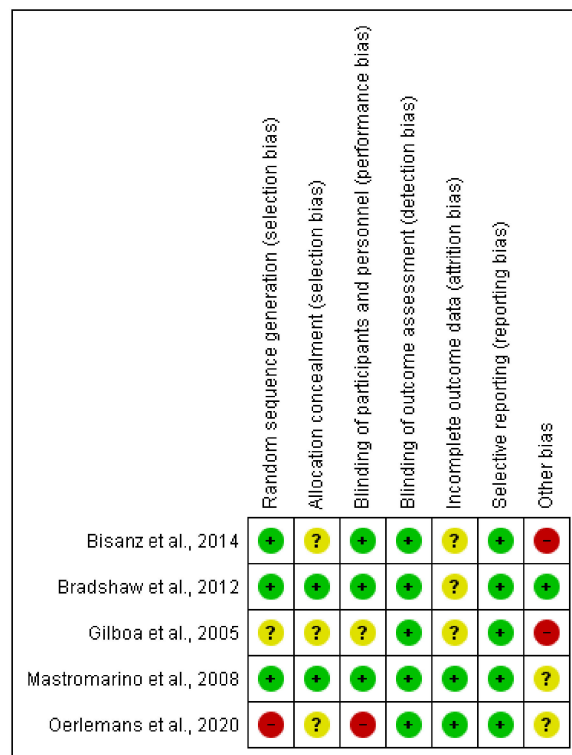 Random sequence generation (selection bias)
Allocation concealment (selection bias)
Blinding of participants and personnel (performance bias)
Blinding of outcome assessment (detection bias)
Incomplete outcome data (attrition bias)
Selective reporting (reporting bias)
Other bias
Bisanz et al., 2014 + ? + + ? + -
Bradshaw et al., 2012 + + + + ? + +
Gilboa et al., 2005 ? ? ? + ? + -
Mastromarino et al., 2008 + + + + + + ?
Oerlemans et al., 2020 - ? - + + + ?